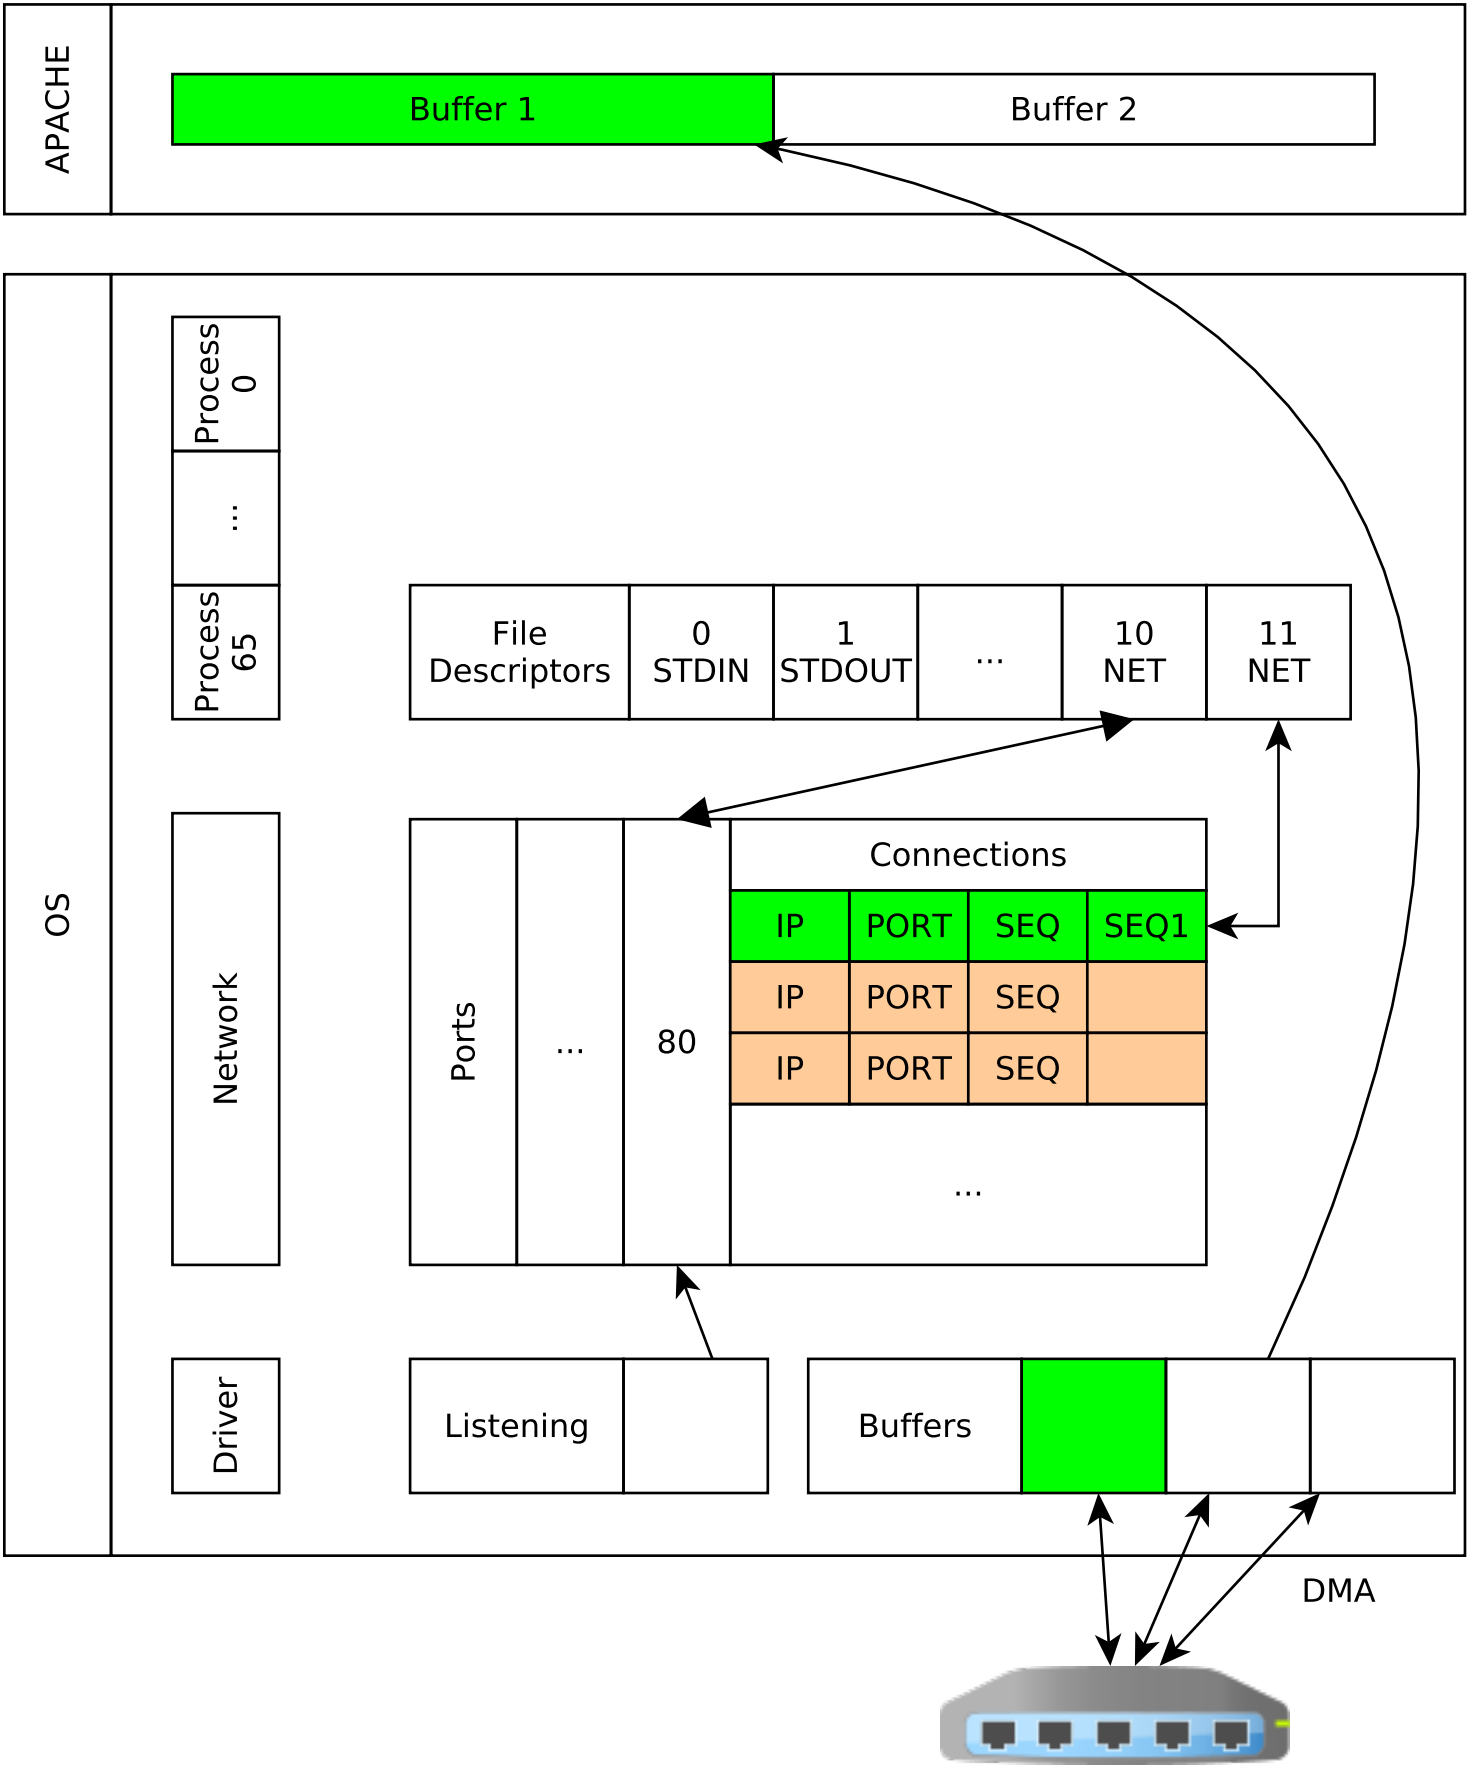 APACHE
Buffer 1
Buffer 2
OS
Process
0
...
Process
65
File
Descriptors
0
STDIN
1
STDOUT
...
10
NET
11
NET
Network
Ports
...
80
Connections
IP
PORT
SEQ
SEQ1
IP
PORT
SEQ
IP
PORT
SEQ
...
Driver
Listening
Buffers
DMA